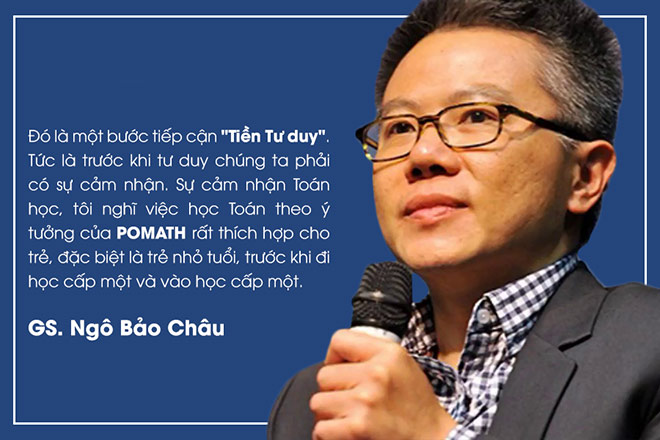 Đó là một bước tiếp cận "Tiền Tư duy".
Tức là trước khi tư duy chúng ta phải
có sự cảm nhận. Sự cảm nhận Toán
học, tôi nghĩ việc học Toán theo ý
tưởng của POMATH rất thích hợp cho
trẻ, đặc biệt là trẻ nhỏ tuổi, trước khi đi
học cấp một và vào học cấp một.
GS. Ngô Bảo Châu